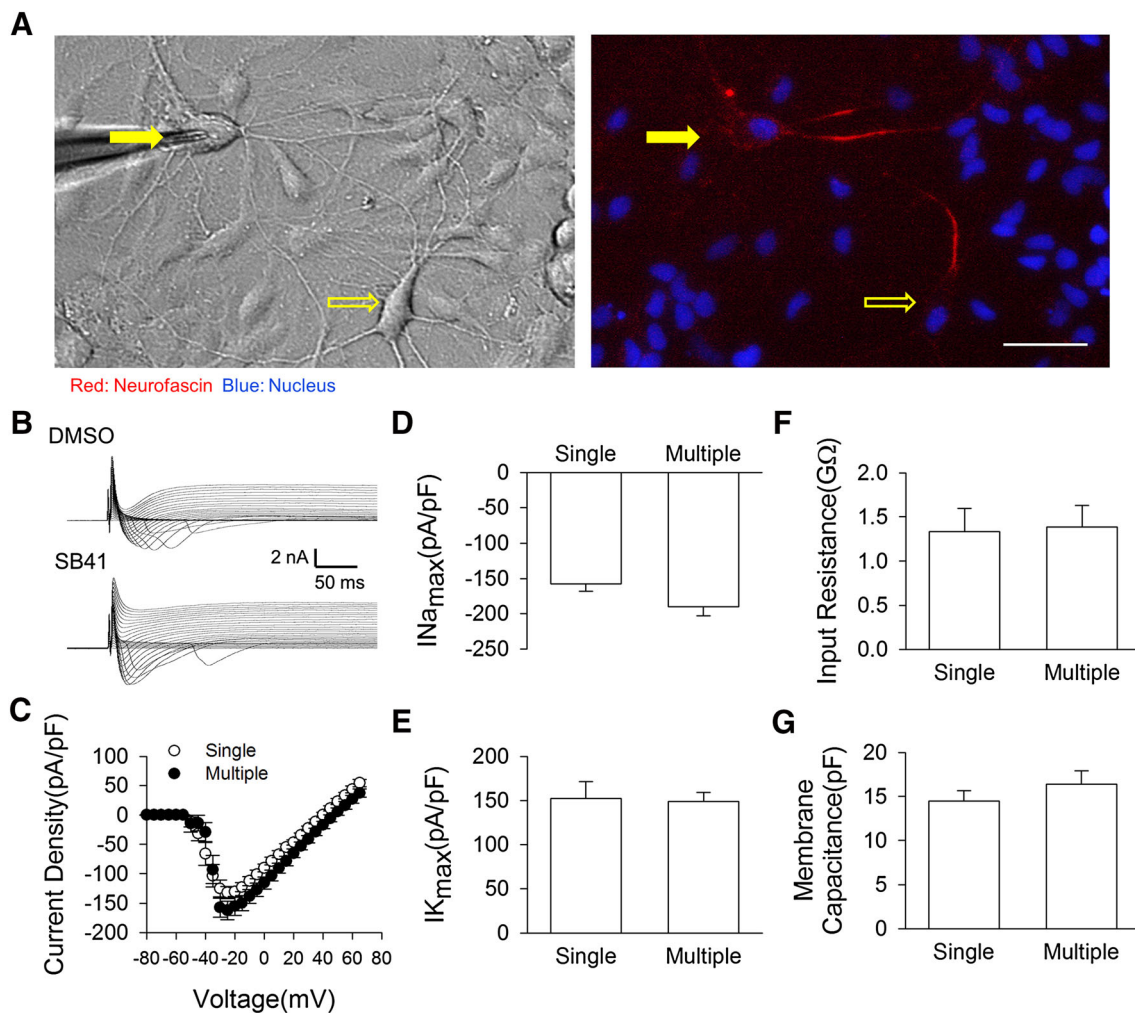 A
Red: Neurofascin Blue: Nucleus
B
DMSO
SB41
2 nA
50 ms
C
Single
Multiple
Current Density(pA/pF)
100
50
0
-50
-100
-150
-200
-80 -60 -40 -20 0 20 40 60 80
Voltage(mV)
D
Single Multiple
INamax(pA/pF)
0
-50
-100
-150
-200
-250
E
IKmax(pA/pF)
200
150
100
50
0
Single Multiple
F
Input Resistance(GΩ)
2.0
1.5
1.0
0.5
0.0
Single Multiple
G
Membrane
Capacitance(pF)
20
15
10
5
0
Single Multiple